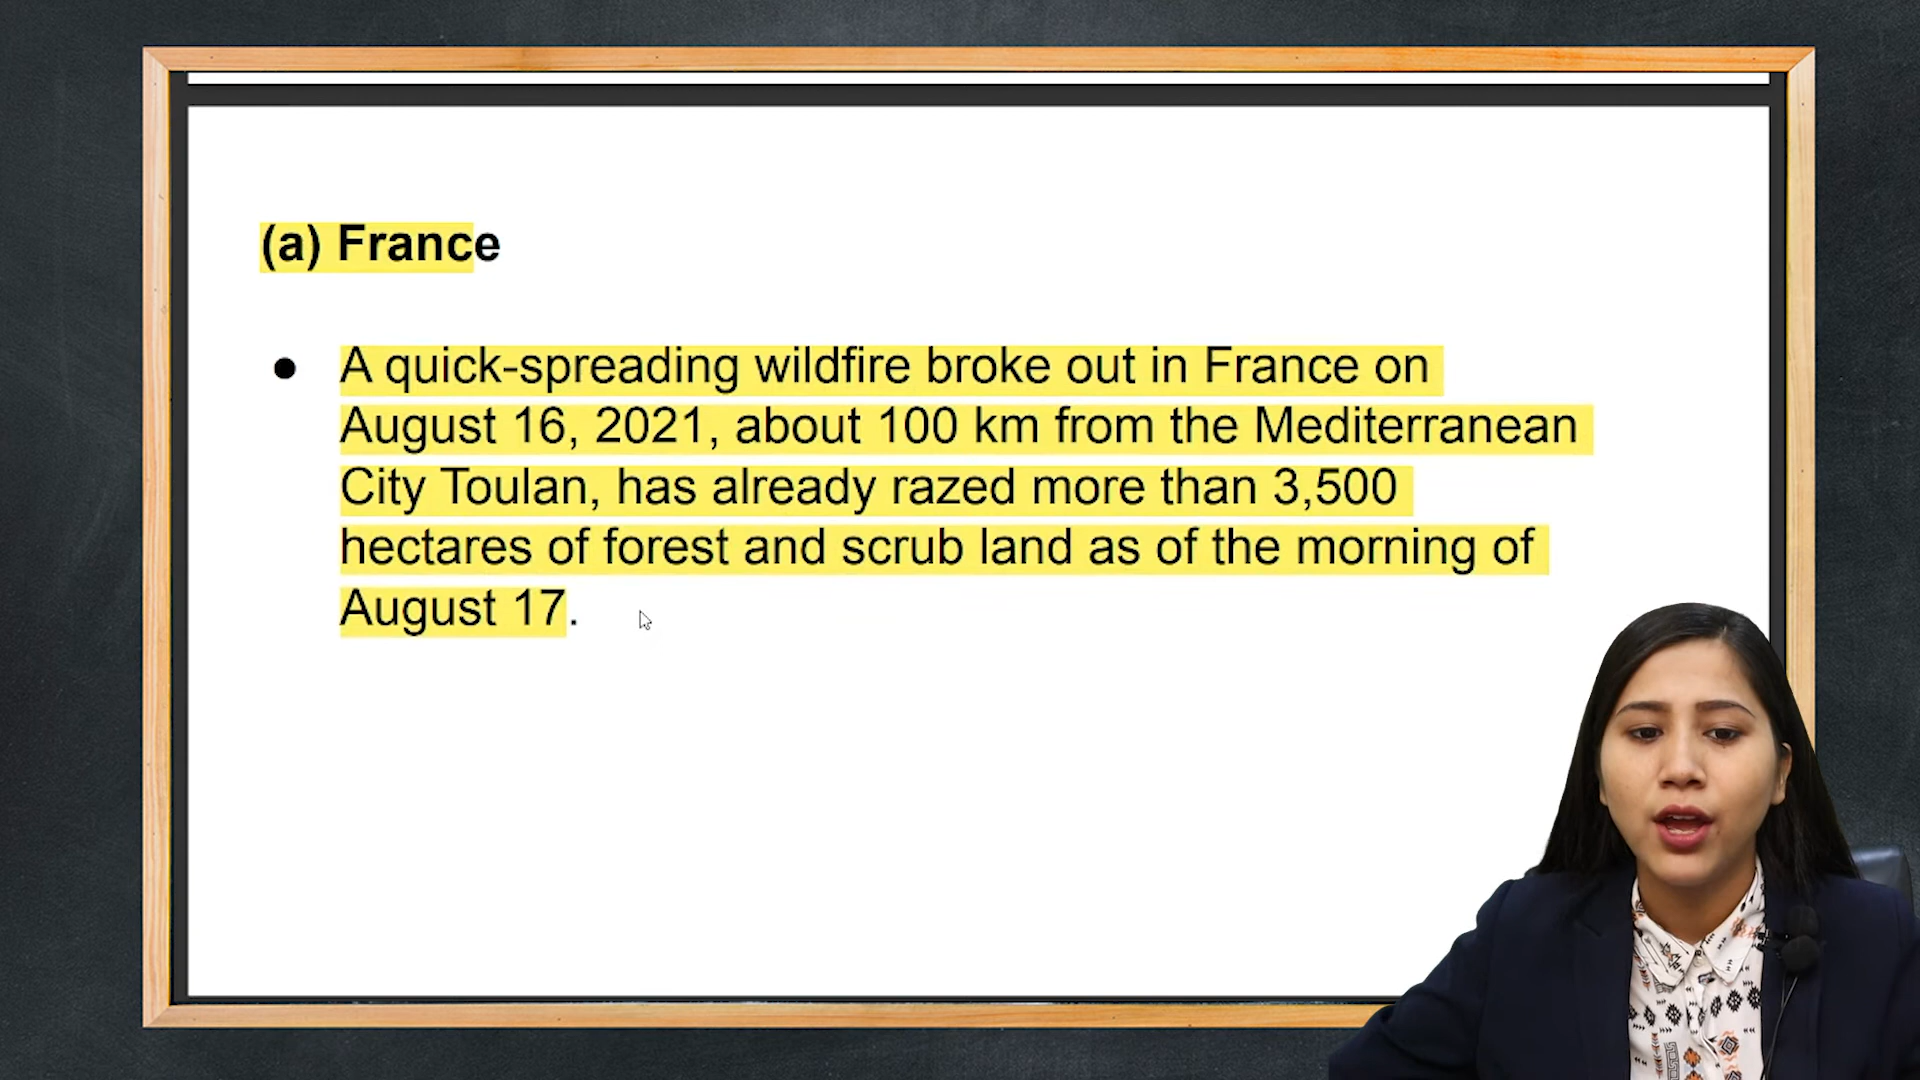 (a) France
● A quick-spreading wildfire broke out in France on
August 16, 2021, about 100 km from the Mediterranean
City Toulan, has already razed more than 3,500
hectares of forest and scrub land as of the morning of
August 17.